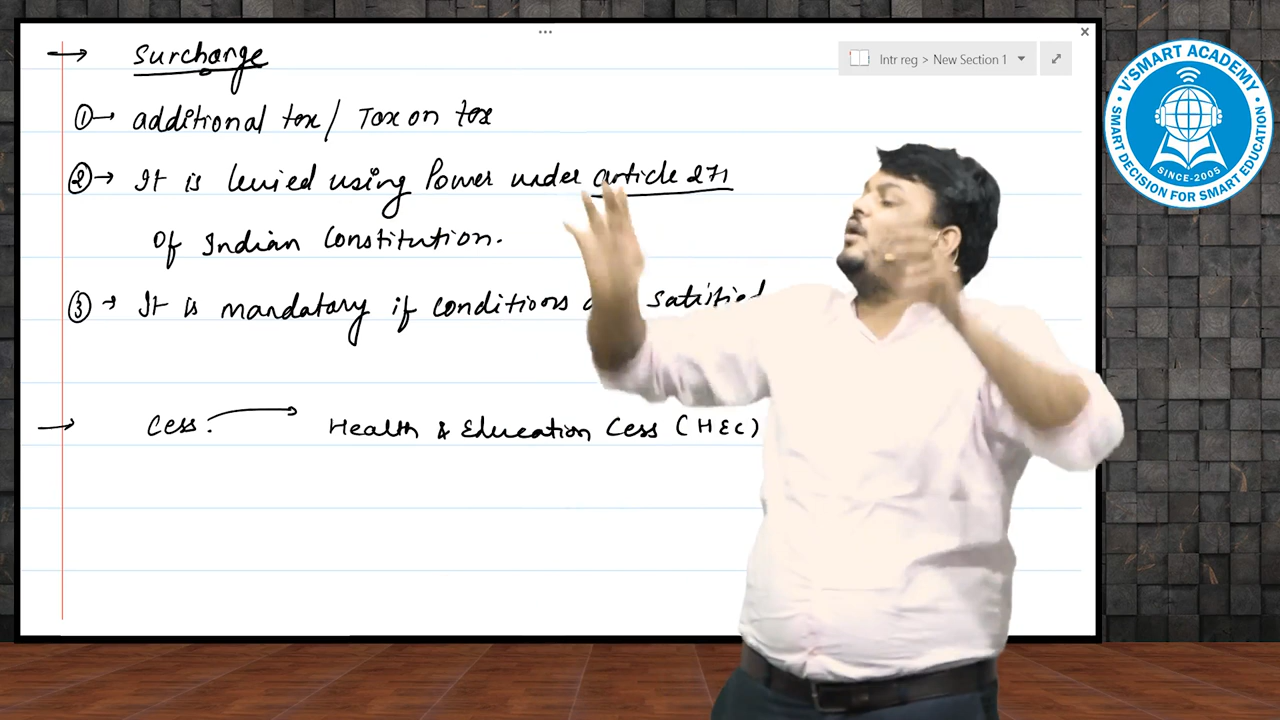 → Surcharge
① → additional tax / Tax on tax
② → It is levied using Power under article 271
Of Indian Constitution.
③ → It is mandatory if conditions satisfied
→ Cess. → Health & Education Cess (HEC)
Intr reg > New Section 1
V'SMART ACADEMY
SINCE-2005
SMART DECISION FOR SMART EDUCATION